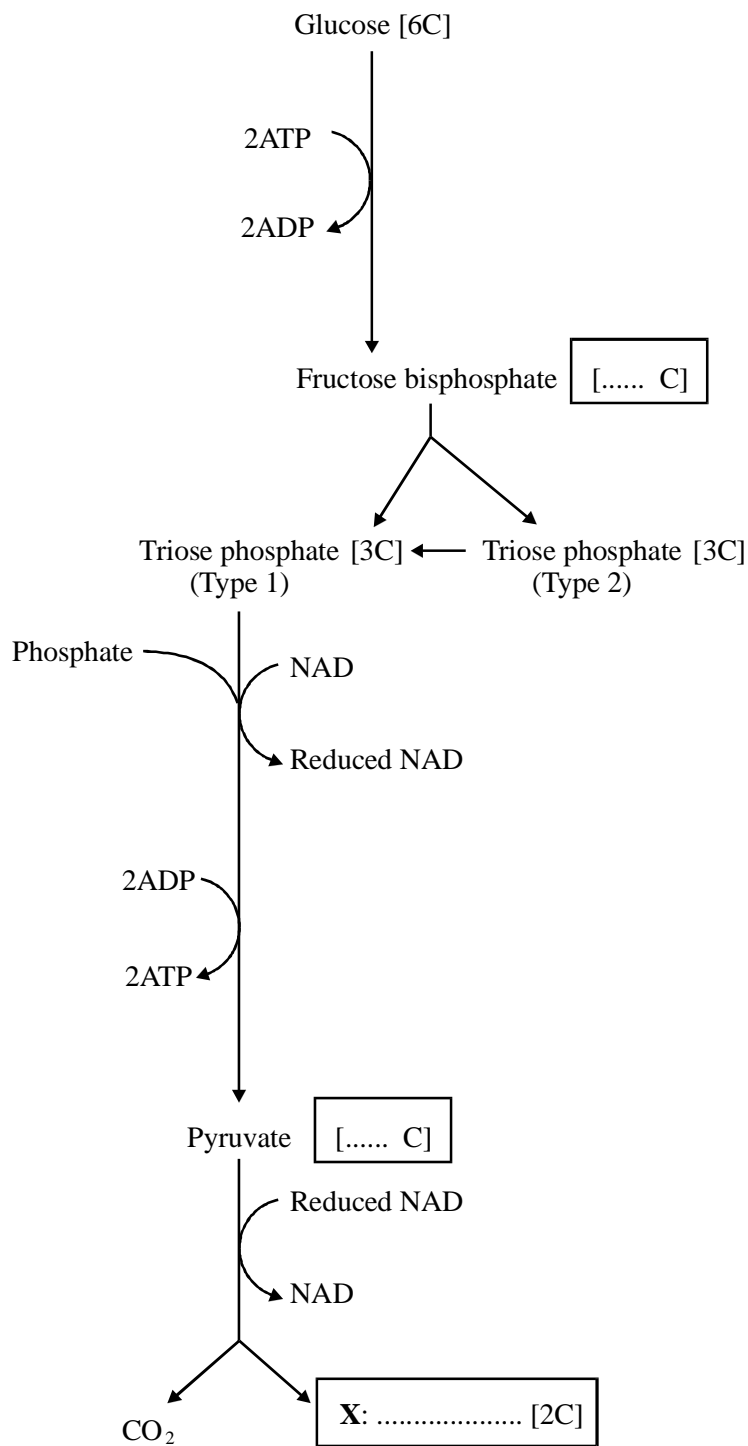 Glucose [6C]
2ATP
2ADP
Fructose bisphosphate [...... C]
Triose phosphate [3C] Triose phosphate [3C]
(Type 1) (Type 2)
Phosphate
NAD
Reduced NAD
2ADP
2ATP
Pyruvate [...... C]
Reduced NAD
NAD
CO₂
X: .................... [2C]